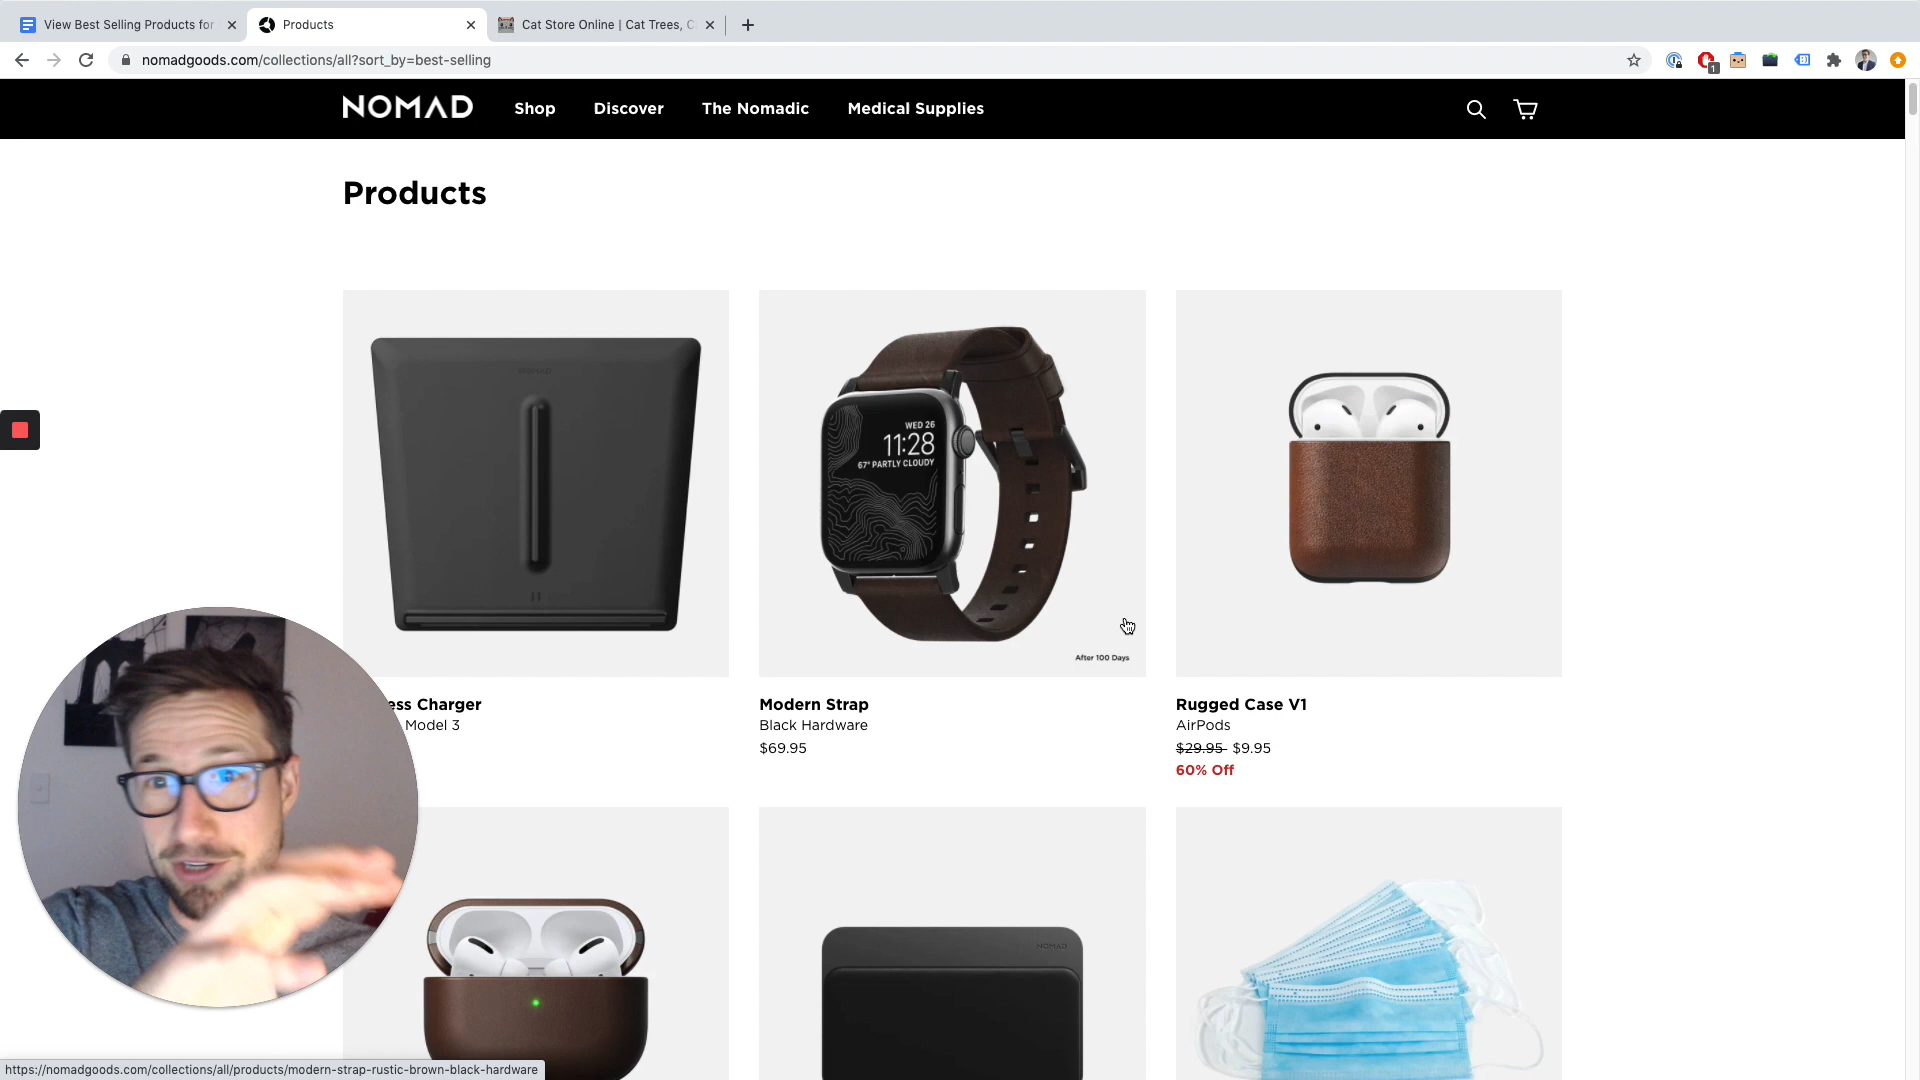 View Best Selling Products for
Products
Cat Store Online | Cat Trees, C
nomadgoods.com/collections/all?sort_by=best-selling
1
NOMAD
Shop
Discover
The Nomadic
Medical Supplies
Products
NOMAD
WED 26
11:28
67° PARTLY CLOUDY
After 100 Days
ess Charger
Model 3
Modern Strap
Black Hardware
$69.95
Rugged Case V1
AirPods
$29.95 $9.95
60% Off
NOMAD
https://nomadgoods.com/collections/all/products/modern-strap-rustic-brown-black-hardware